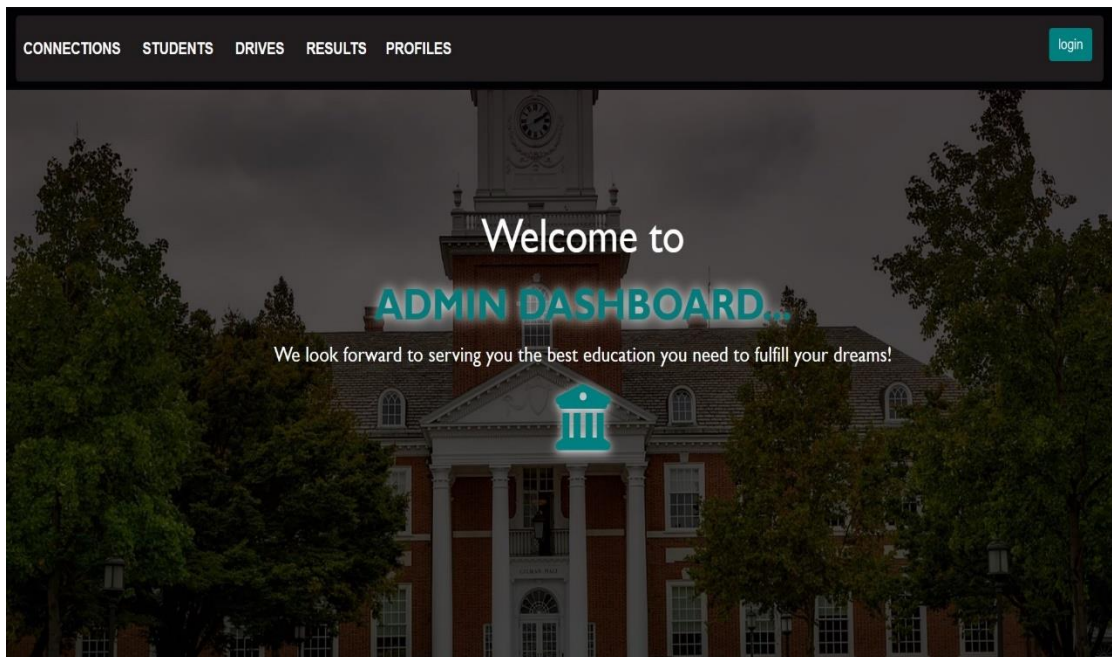 CONNECTIONS STUDENTS DRIVES RESULTS PROFILES login
Welcome to
ADMIN DASHBOARD...
We look forward to serving you the best education you need to fulfill your dreams!